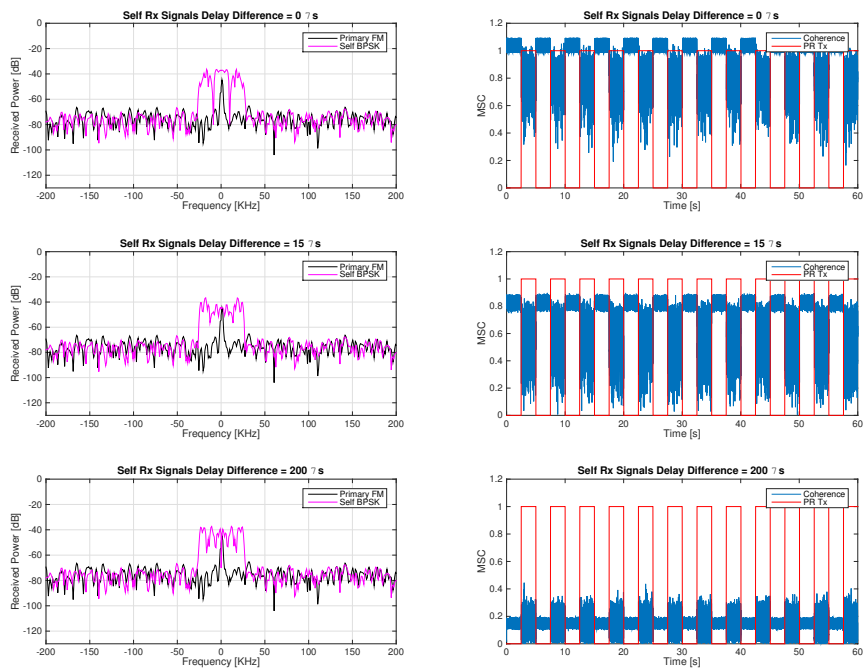 Self Rx Signals Delay Difference = 0 7 s
Received Power [dB]
0
-20
-40
-60
-80
-100
-120
Primary FM
Self BPSK
-200 -150 -100 -50 0 50 100 150 200
Frequency [KHz]
Self Rx Signals Delay Difference = 0 7 s
MSC
1.2
1
0.8
0.6
0.4
0.2
0
Coherence
PR Tx
0 10 20 30 40 50 60
Time [s]
Self Rx Signals Delay Difference = 15 7 s
Received Power [dB]
0
-20
-40
-60
-80
-100
-120
Primary FM
Self BPSK
-200 -150 -100 -50 0 50 100 150 200
Frequency [KHz]
Self Rx Signals Delay Difference = 15 7 s
MSC
1.2
1
0.8
0.6
0.4
0.2
0
Coherence
PR Tx
0 10 20 30 40 50 60
Time [s]
Self Rx Signals Delay Difference = 200 7 s
Received Power [dB]
0
-20
-40
-60
-80
-100
-120
Primary FM
Self BPSK
-200 -150 -100 -50 0 50 100 150 200
Frequency [KHz]
Self Rx Signals Delay Difference = 200 7 s
MSC
1.2
1
0.8
0.6
0.4
0.2
0
Coherence
PR Tx
0 10 20 30 40 50 60
Time [s]